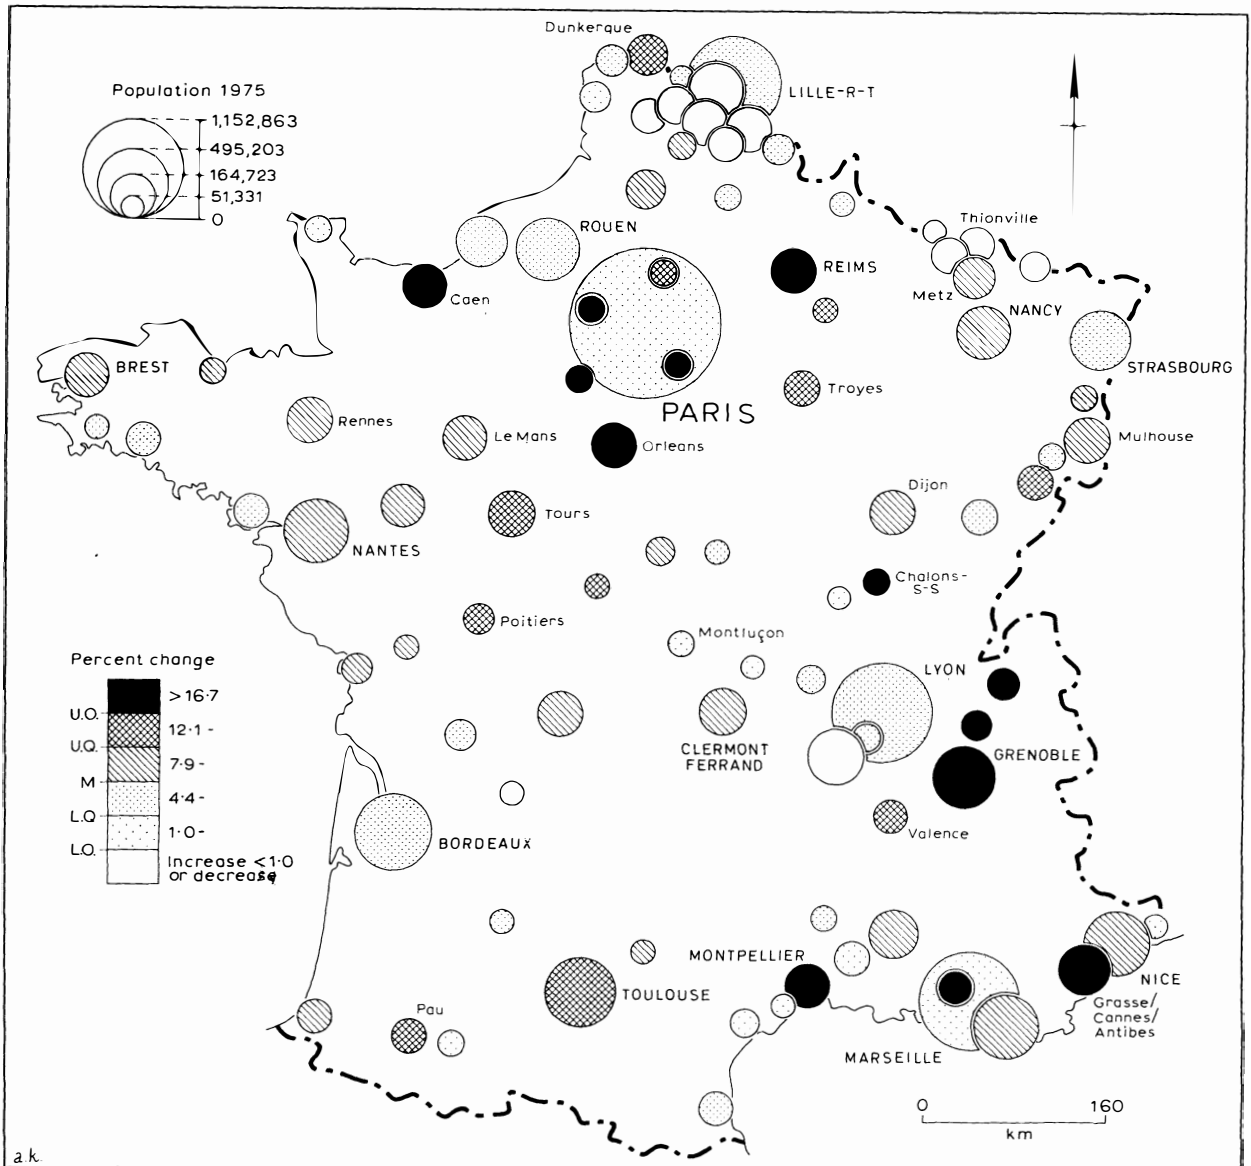 Dunkerque
LILLE-R-T
Population 1975
1,152,863
495,203
164,723
51,331
0
ROUEN
Thionville
REIMS
Metz
Caen
NANCY
STRASBOURG
BREST
Troyes
PARIS
Rennes
Le Mans
Orleans
Mulhouse
Dijon
Tours
NANTES
Chalons-
S-S
Poitiers
Montluçon
Percent change
>16·7
U.O.
12·1 -
U.Q.
7·9 -
M
4·4 -
L.Q
1·0 -
L.O.
Increase <1·0
or decrease
LYON
CLERMONT
FERRAND
GRENOBLE
Valence
BORDEAUX
MONTPELLIER
TOULOUSE
Pau
NICE
Grasse/
Cannes/
Antibes
MARSEILLE
0 160
km
a.k.